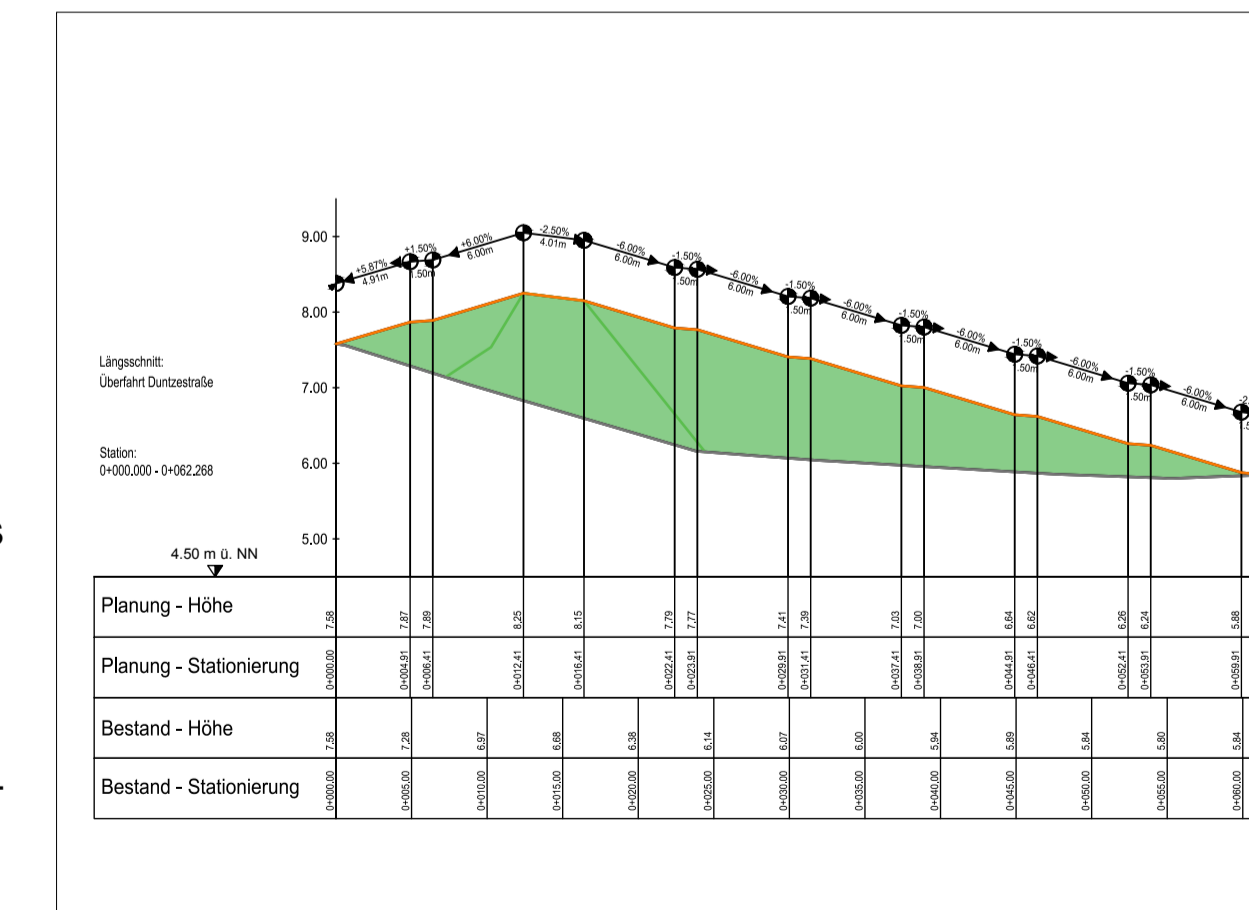 9.00
8.00
7.00
6.00
5.00
+5.87%
4.91m
+1.50%
.50m
+6.00%
6.00m
-2.50%
4.01m
-6.00%
6.00m
-1.50%
.50m
-6.00%
6.00m
-1.50%
.50m
-6.00%
6.00m
-1.50%
.50m
-6.00%
6.00m
-1.50%
.50m
-6.00%
6.00m
-1.50%
.50m
-6.00%
6.00m
Längsschnitt:
Überfahrt Duntzestraße
Station:
0+000.000 - 0+062.268
4.50 m ü. NN
Planung - Höhe 7.58 7.87 7.89 8.25 8.15 7.79 7.77 7.41 7.39 7.03 7.00 6.64 6.62 6.26 6.24 5.88
Planung - Stationierung 0+000.00 0+004.91 0+006.41 0+012.41 0+016.41 0+022.41 0+023.91 0+029.91 0+031.41 0+037.41 0+038.91 0+044.91 0+046.41 0+052.41 0+053.91 0+059.91
Bestand - Höhe 7.58 7.28 6.97 6.68 6.38 6.14 6.07 6.00 5.94 5.89 5.84 5.80 5.84
Bestand - Stationierung 0+000.00 0+005.00 0+010.00 0+015.00 0+020.00 0+025.00 0+030.00 0+035.00 0+040.00 0+045.00 0+050.00 0+055.00 0+060.00